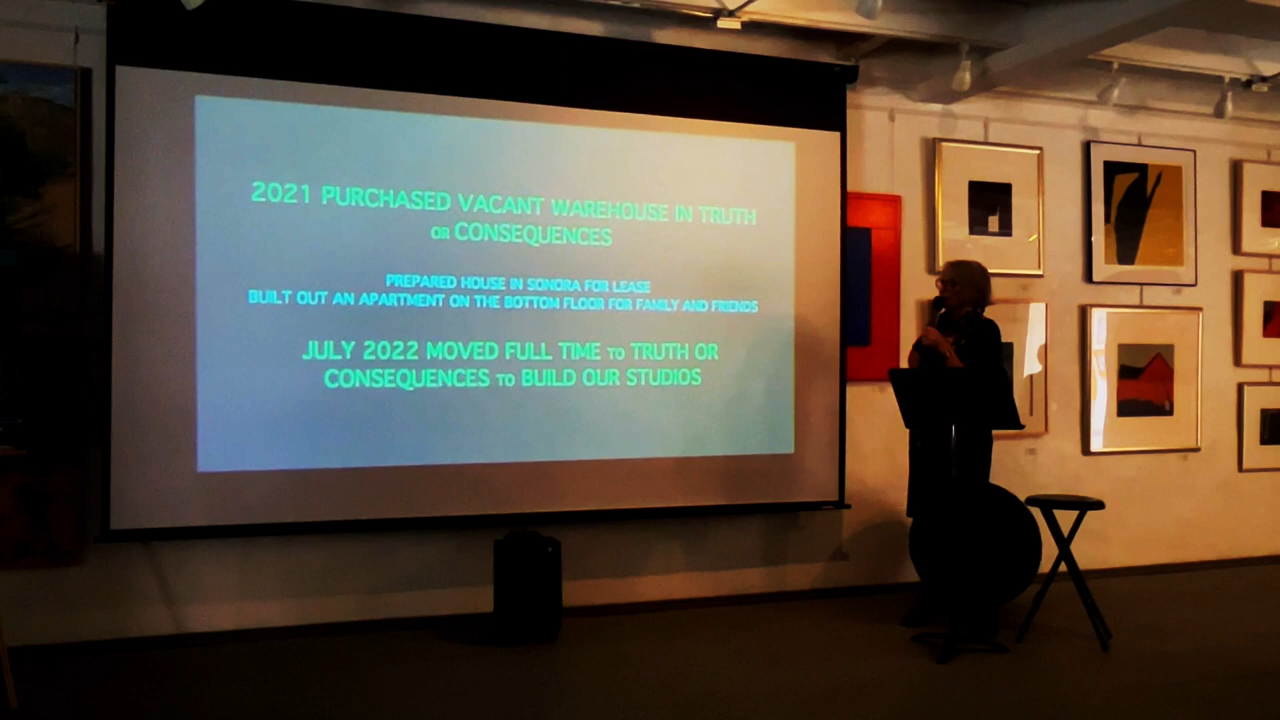 2021 PURCHASED VACANT WAREHOUSE IN TRUTH
OR CONSEQUENCES
PREPARED HOUSE IN SONORA FOR LEASE
BUILT OUT AN APARTMENT ON THE BOTTOM FLOOR FOR FAMILY AND FRIENDS
JULY 2022 MOVED FULL TIME TO TRUTH OR
CONSEQUENCES TO BUILD OUR STUDIOS